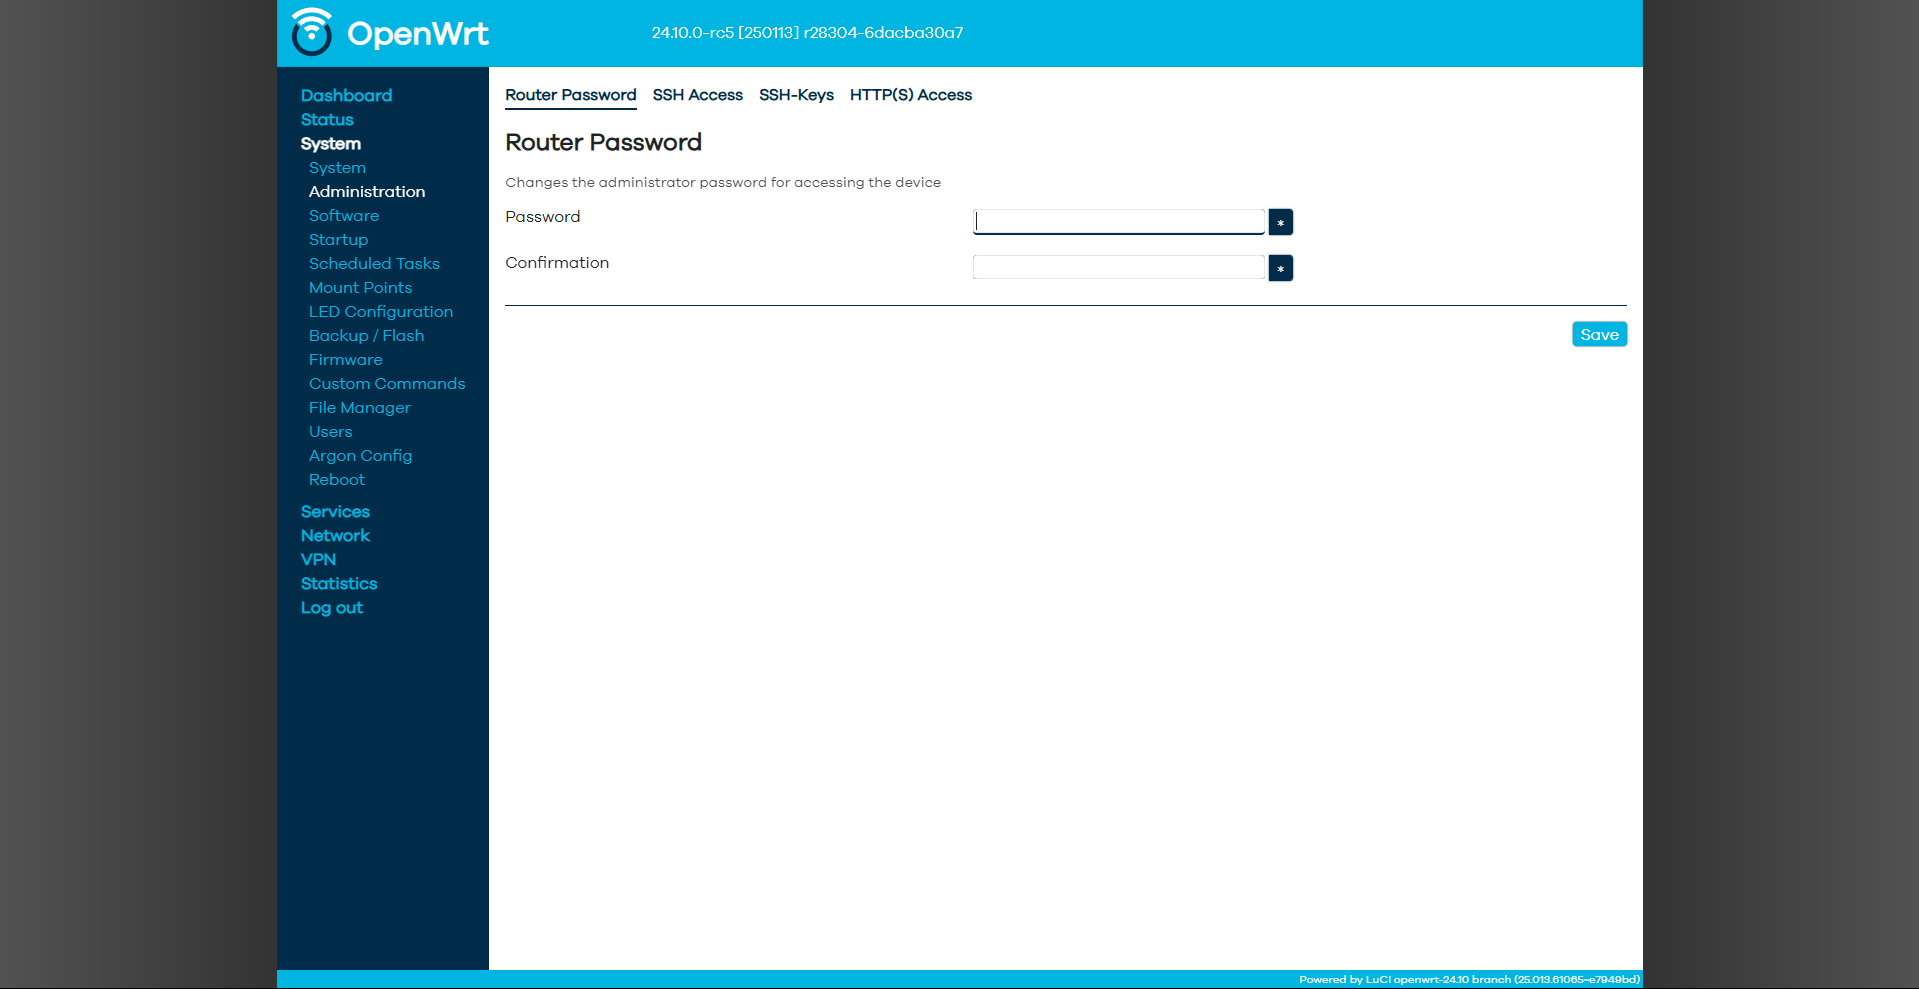 OpenWrt
24.10.0-rc5 [250113] r28304-6dacba30a7
Dashboard
Status
System
System
Administration
Software
Startup
Scheduled Tasks
Mount Points
LED Configuration
Backup / Flash
Firmware
Custom Commands
File Manager
Users
Argon Config
Reboot
Services
Network
VPN
Statistics
Log out
Router Password SSH Access SSH-Keys HTTP(S) Access
Router Password
Changes the administrator password for accessing the device
Password *
Confirmation *
Save
Powered by LuCI openwrt-24.10 branch (25.013.61065~e7949bd)